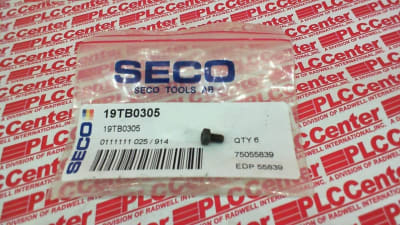 SECO
SECO TOOLS AB
SECO
19TB0305
19TB0305
0111111 025 / 914
QTY 6
75055839
EDP 55839
PLCCenter
A DIVISION OF RADWELL INTERNATIONAL, INC.